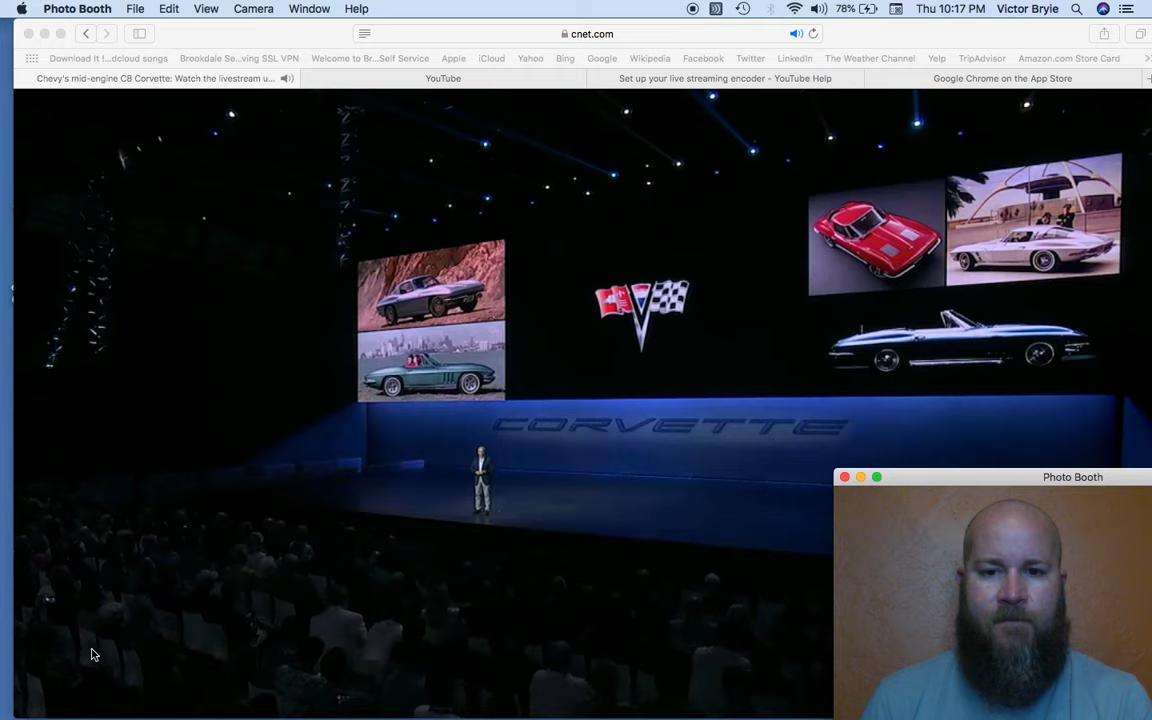 Photo Booth File Edit View Camera Window Help 78% Thu 10:17 PM Victor Bryie
cnet.com
Download It !...dcloud songs Brookdale Se...ving SSL VPN Welcome to Br...Self Service Apple iCloud Yahoo Bing Google Wikipedia Facebook Twitter LinkedIn The Weather Channel Yelp TripAdvisor Amazon.com Store Card
Chevy's mid-engine C8 Corvette: Watch the livestream u... YouTube Set up your live streaming encoder - YouTube Help Google Chrome on the App Store
CORVETTE
Photo Booth